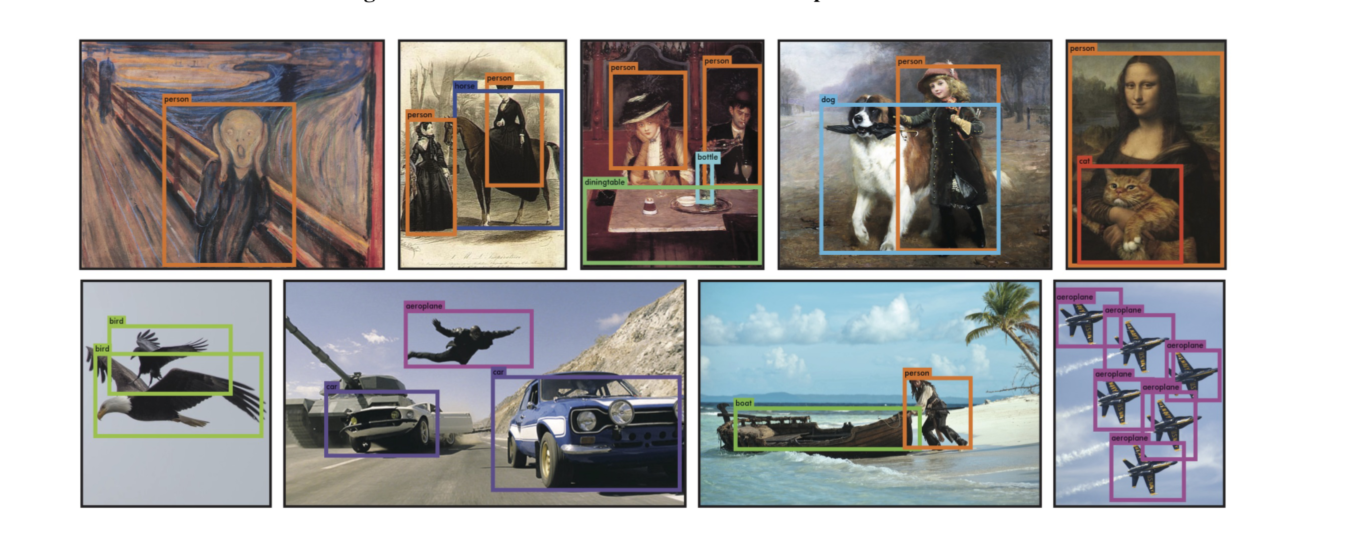 person
horse
person
person
person
person
bottle
diningtable
person
dog
person
cat
bird
bird
aeroplane
car
car
boat
person
aeroplane
aeroplane
aeroplane
aeroplane
aeroplane
aeroplane